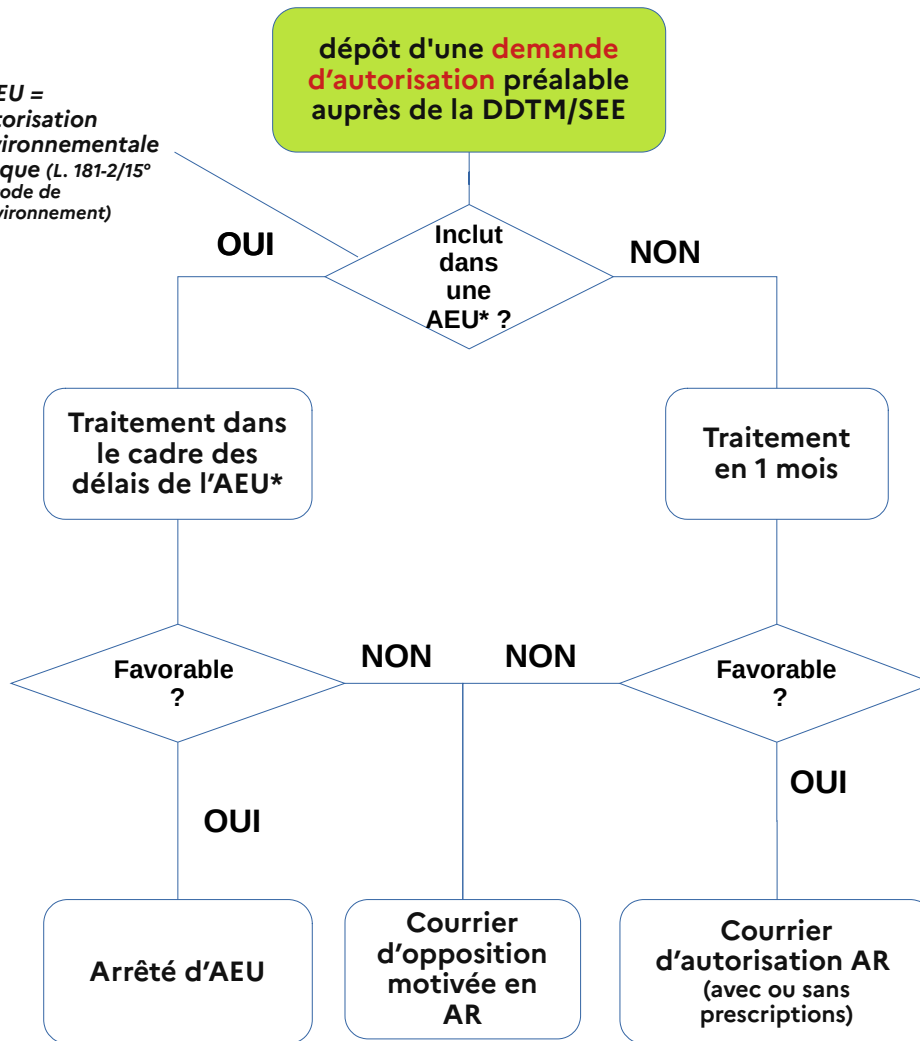 dépôt d'une demande
d'autorisation préalable
auprès de la DDTM/SEE
EU =
torisation
vironnementale
que (L. 181-2/15°
ode de
vironnement)
OUI
Inclut
dans
une
AEU* ?
NON
Traitement dans
le cadre des
délais de l'AEU*
Traitement
en 1 mois
Favorable
?
NON
NON
Favorable
?
OUI
OUI
Arrêté d'AEU
Courrier
d'opposition
motivée en
AR
Courrier
d'autorisation AR
(avec ou sans
prescriptions)